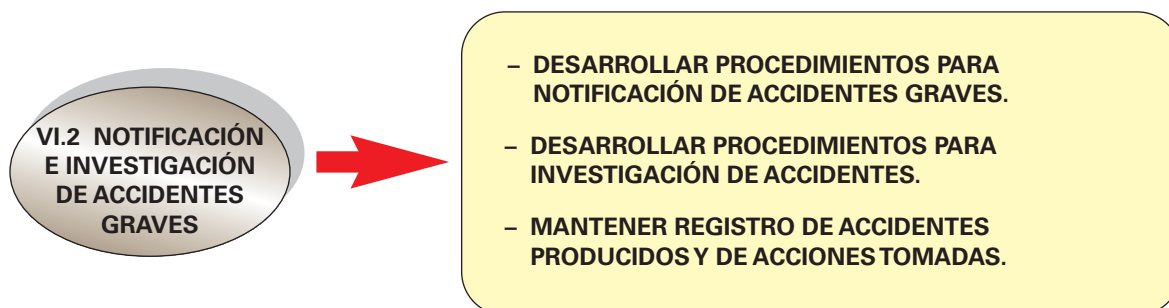 VI.2 NOTIFICACIÓN
E INVESTIGACIÓN
DE ACCIDENTES
GRAVES
– DESARROLLAR PROCEDIMIENTOS PARA
NOTIFICACIÓN DE ACCIDENTES GRAVES.
– DESARROLLAR PROCEDIMIENTOS PARA
INVESTIGACIÓN DE ACCIDENTES.
– MANTENER REGISTRO DE ACCIDENTES
PRODUCIDOS Y DE ACCIONES TOMADAS.